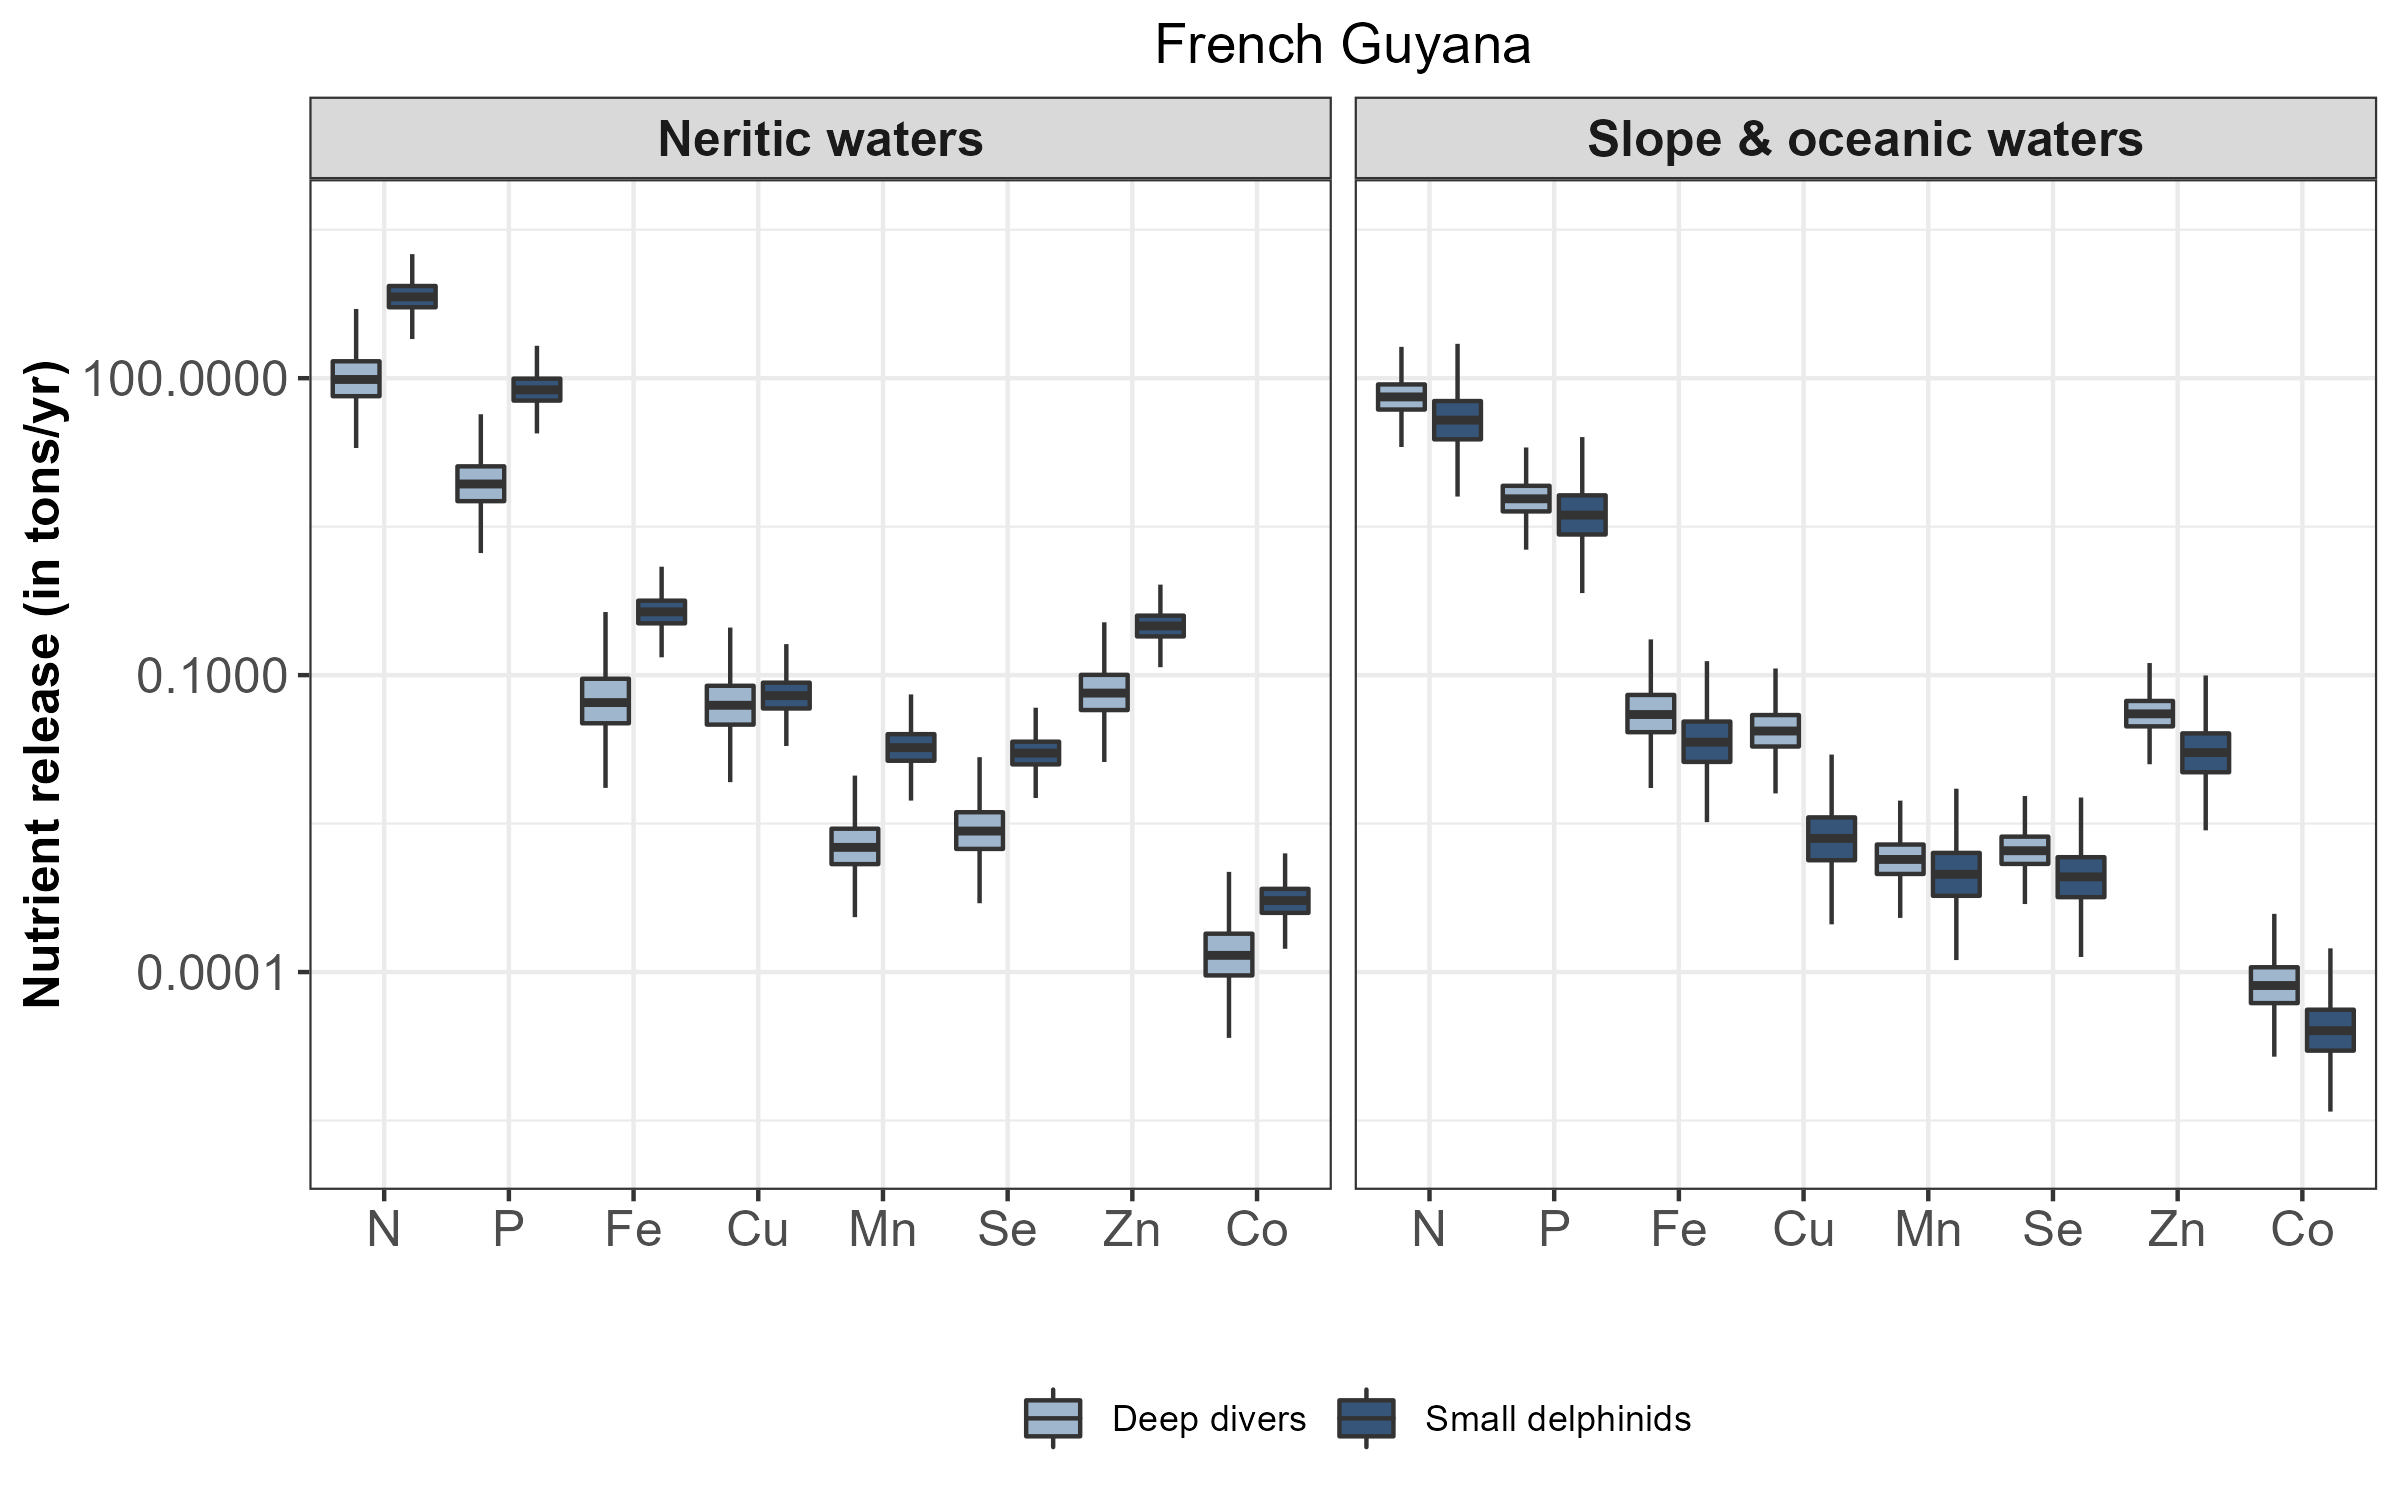 French Guyana
Neritic waters
Slope & oceanic waters
Nutrient release (in tons/yr)
100.0000
0.1000
0.0001
N P Fe Cu Mn Se Zn Co
N P Fe Cu Mn Se Zn Co
Deep divers
Small delphinids